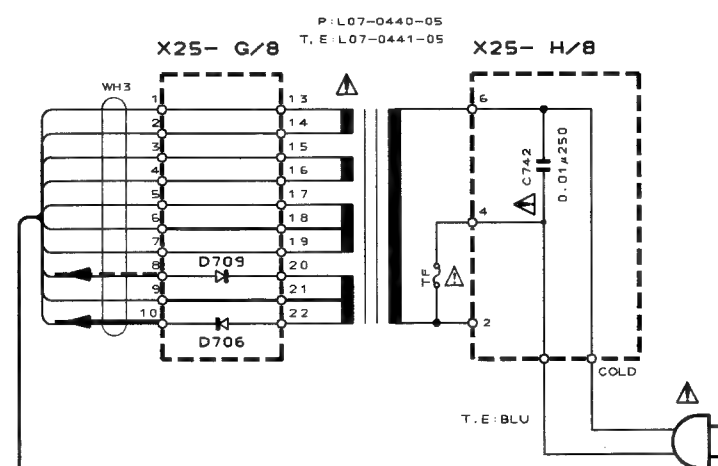 P:L07-0440-05
T, E:L07-0441-05
X25- G/8
X25- H/8
WH3
1
13
2
14
3
15
4
16
5
17
6
18
7
19
8
D709
20
9
21
10
D706
22
6
C742
0.01µ250
4
TF
2
COLD
T.E:BLU